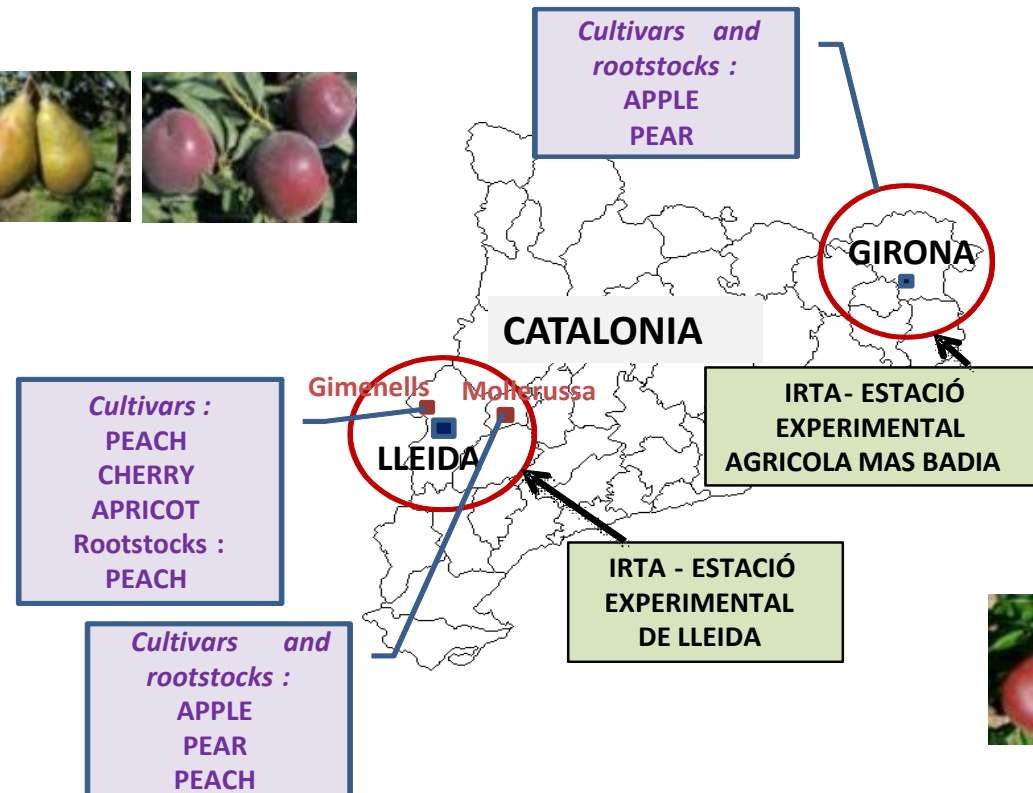 Cultivars and
rootstocks :
APPLE
PEAR
GIRONA
CATALONIA
Gimenells
Mollerussa
LLEIDA
IRTA- ESTACIÓ
EXPERIMENTAL
AGRICOLA MAS BADIA
Cultivars :
PEACH
CHERRY
APRICOT
Rootstocks :
PEACH
IRTA - ESTACIÓ
EXPERIMENTAL
DE LLEIDA
Cultivars and
rootstocks :
APPLE
PEAR
PEACH